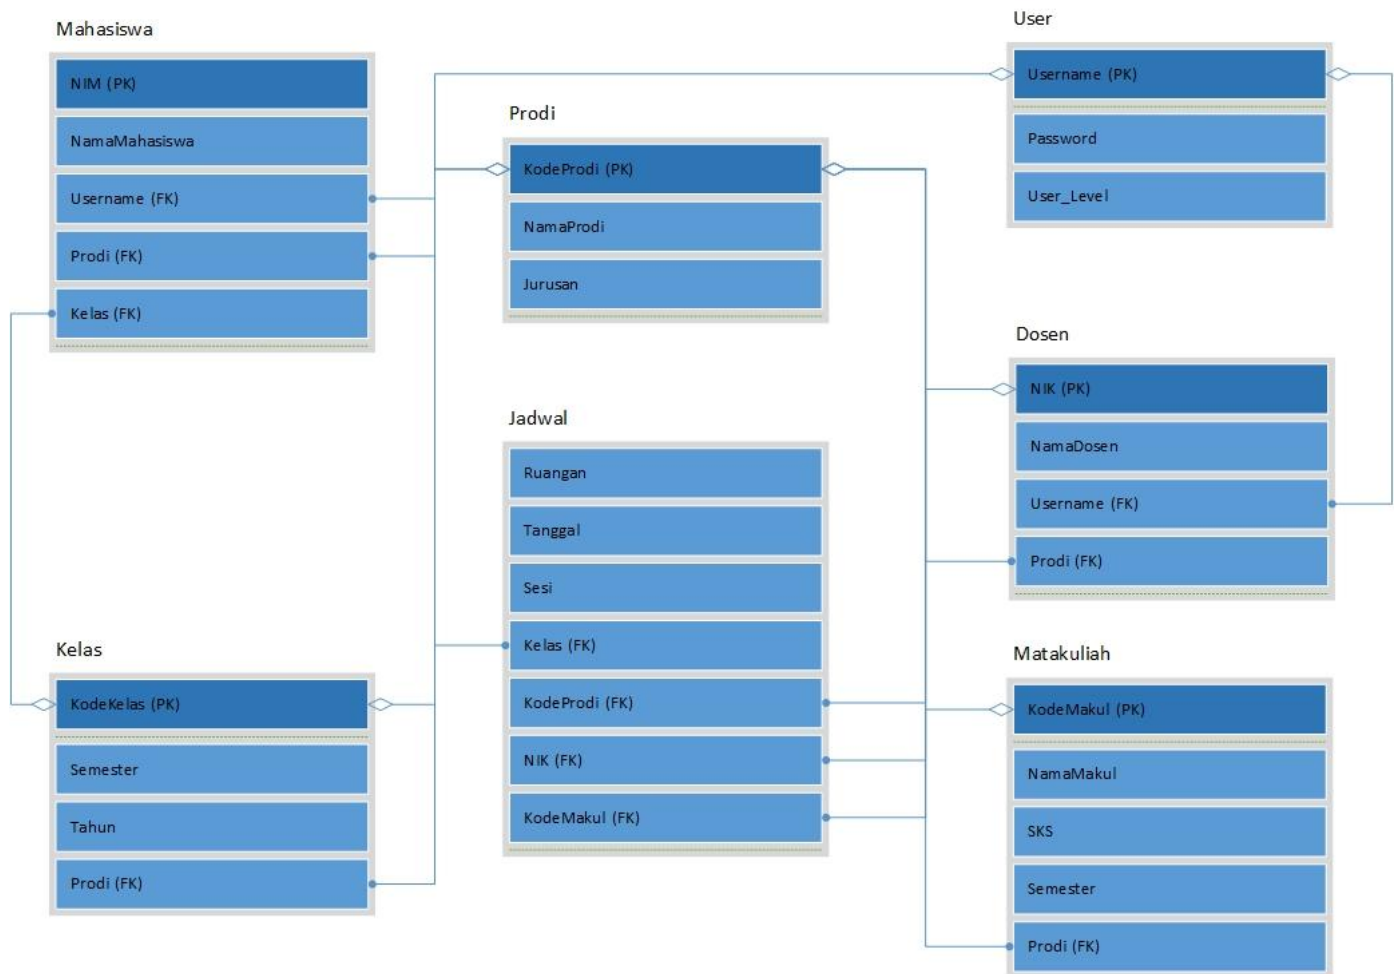 Mahasiswa
NIM (PK)
NamaMahasiswa
Username (FK)
Prodi (FK)
Kelas (FK)
User
Username (PK)
Password
User_Level
Prodi
KodeProdi (PK)
NamaProdi
Jurusan
Dosen
NIK (PK)
NamaDosen
Username (FK)
Prodi (FK)
Jadwal
Ruangan
Tanggal
Sesi
Kelas (FK)
KodeProdi (FK)
NIK (FK)
KodeMakul (FK)
Kelas
KodeKelas (PK)
Semester
Tahun
Prodi (FK)
Matakuliah
KodeMakul (PK)
NamaMakul
SKS
Semester
Prodi (FK)